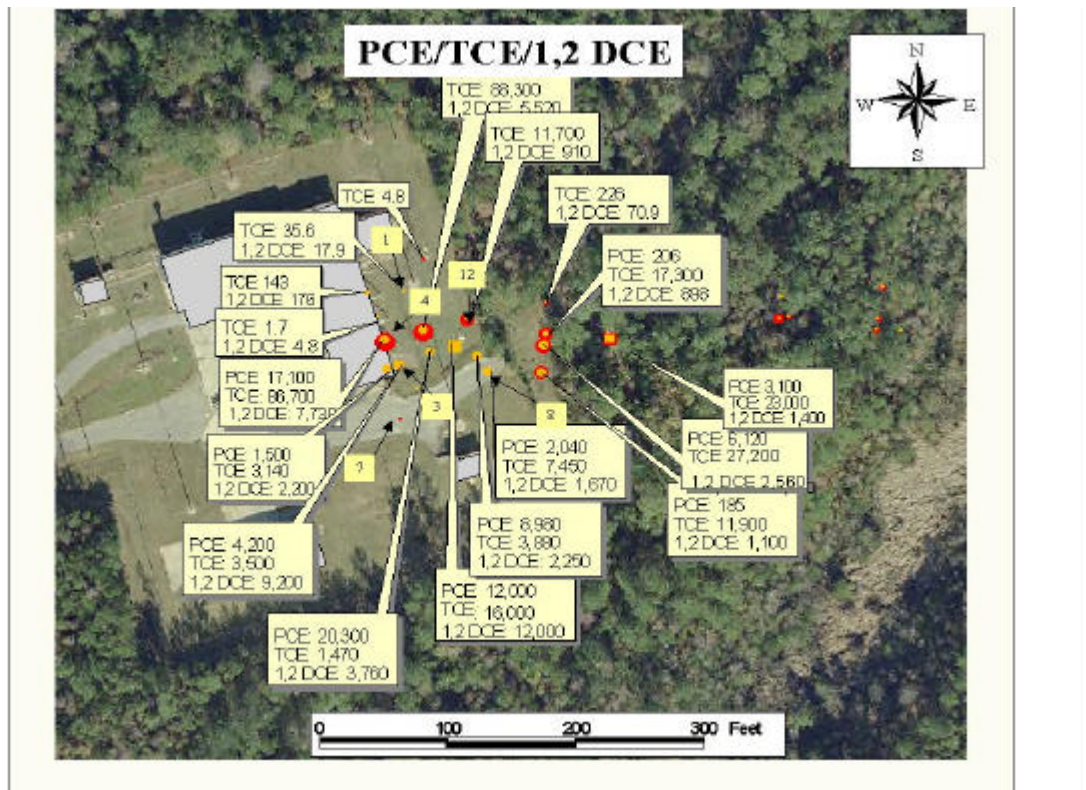 PCE/TCE/1,2 DCE
N
W
E
S
TCE: 88,300
1,2 DCE: 5,520
TCE: 11,700
1,2 DCE: 910
TCE: 4.8
TCE: 226
1,2 DCE: 70.9
TCE: 35.6
1,2 DCE: 17.9
1
PCE: 206
TCE: 17,300
1,2 DCE: 898
12
TCE: 143
1,2 DCE: 178
4
TCE: 1.7
1,2 DCE: 4.8
PCE: 17,100
TCE: 86,700
1,2 DCE: 7,730
PCE: 3,100
TCE: 23,000
1,2 DCE: 1,400
3
8
PCE: 1,500
TCE: 3,140
1,2 DCE: 2,200
7
PCE: 2,040
TCE: 7,450
1,2 DCE: 1,670
PCE: 6,120
TCE: 27,200
1,2 DCE: 2,560
PCE: 185
TCE: 11,900
1,2 DCE: 1,100
PCE: 4,200
TCE: 3,500
1,2 DCE: 9,200
PCE: 8,980
TCE: 3,880
1,2 DCE: 2,250
PCE: 12,000
TCE: 16,000
1,2 DCE: 12,000
PCE: 20,300
TCE: 1,470
1,2 DCE: 3,760
0 100 200 300 Feet